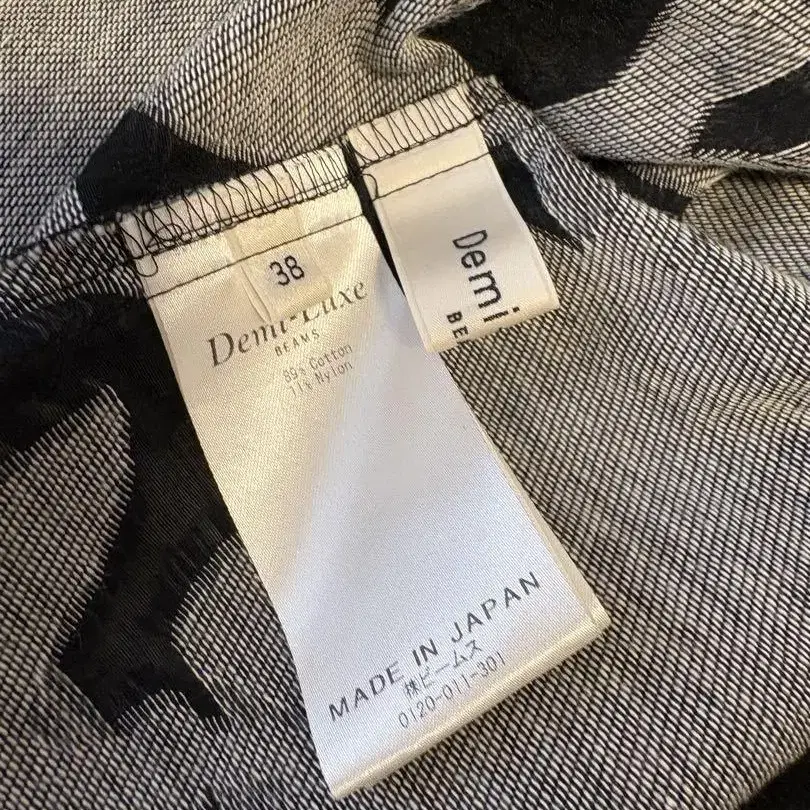 38
Demi-Luxe
BEAMS
89% Cotton
11% Nylon
MADE IN JAPAN
㈱ビームス
0120-011-301
Demi
BE